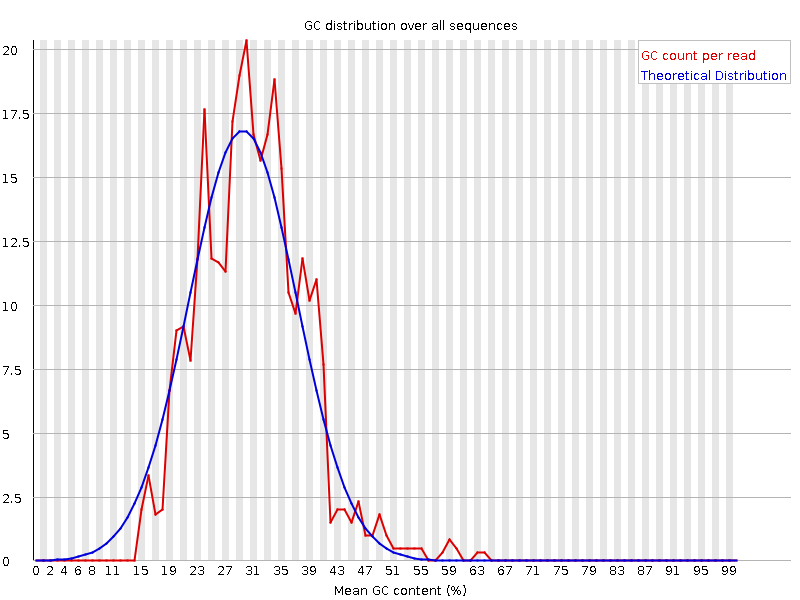 GC distribution over all sequences
GC count per read
Theoretical Distribution
20
17.5
15
12.5
10
7.5
5
2.5
0
0 2 4 6 8 11 15 19 23 27 31 35 39 43 47 51 55 59 63 67 71 75 79 83 87 91 95 99
Mean GC content (%)